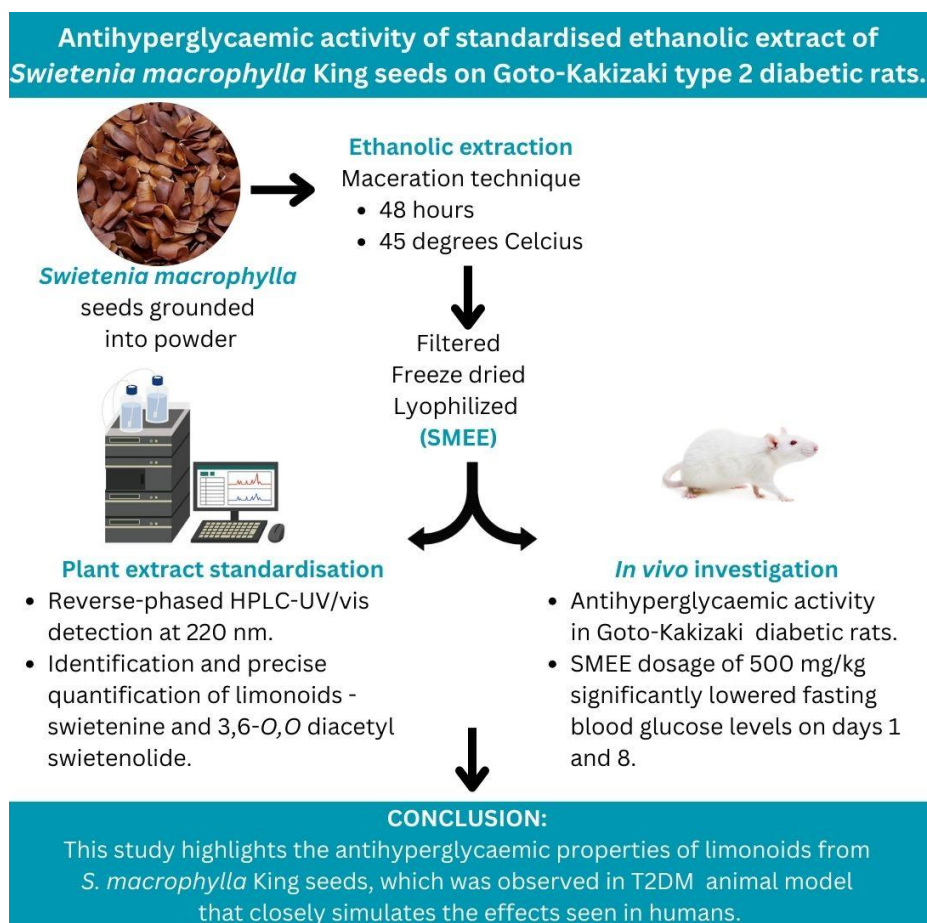 Antihyperglycaemic activity of standardised ethanolic extract of
Swietenia macrophylla King seeds on Goto-Kakizaki type 2 diabetic rats.
Swietenia macrophylla
seeds grounded
into powder
Ethanolic extraction
Maceration technique
• 48 hours
• 45 degrees Celcius
Filtered
Freeze dried
Lyophilized
(SMEE)
Plant extract standardisation
• Reverse-phased HPLC-UV/vis
detection at 220 nm.
• Identification and precise
quantification of limonoids -
swietenine and 3,6-O,O diacetyl
swietenolide.
In vivo investigation
• Antihyperglycaemic activity
in Goto-Kakizaki diabetic rats.
• SMEE dosage of 500 mg/kg
significantly lowered fasting
blood glucose levels on days 1
and 8.
CONCLUSION:
This study highlights the antihyperglycaemic properties of limonoids from
S. macrophylla King seeds, which was observed in T2DM animal model
that closely simulates the effects seen in humans.